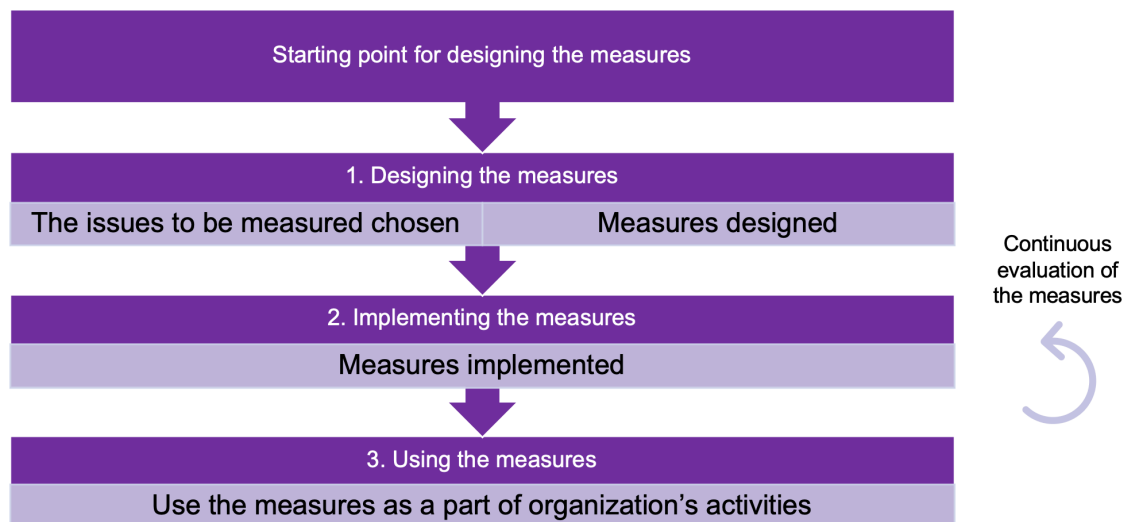 Starting point for designing the measures
1. Designing the measures
The issues to be measured chosen
Measures designed
Continuous
evaluation of
the measures
2. Implementing the measures
Measures implemented
3. Using the measures
Use the measures as a part of organization’s activities